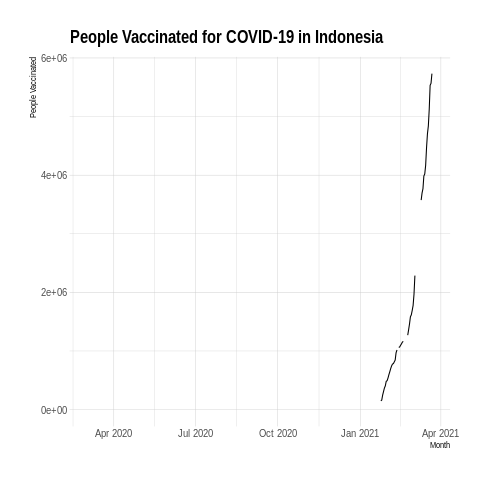 People Vaccinated for COVID-19 in Indonesia
People Vaccinated
6e+06
4e+06
2e+06
0e+00
Apr 2020 Jul 2020 Oct 2020 Jan 2021 Apr 2021
Month